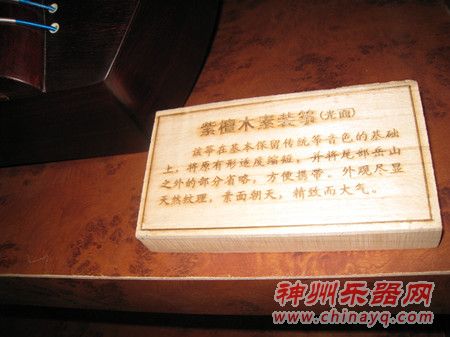 紫檀木素装筝(光面)
该筝在基本保留传统筝音色的基础
上，将原有形适度缩短，并将尾部岳山
之外的部分省略，方便携带。外观尽显
天然纹理，素面朝天，精致而大气。
神州乐器网
www.chinayq.com